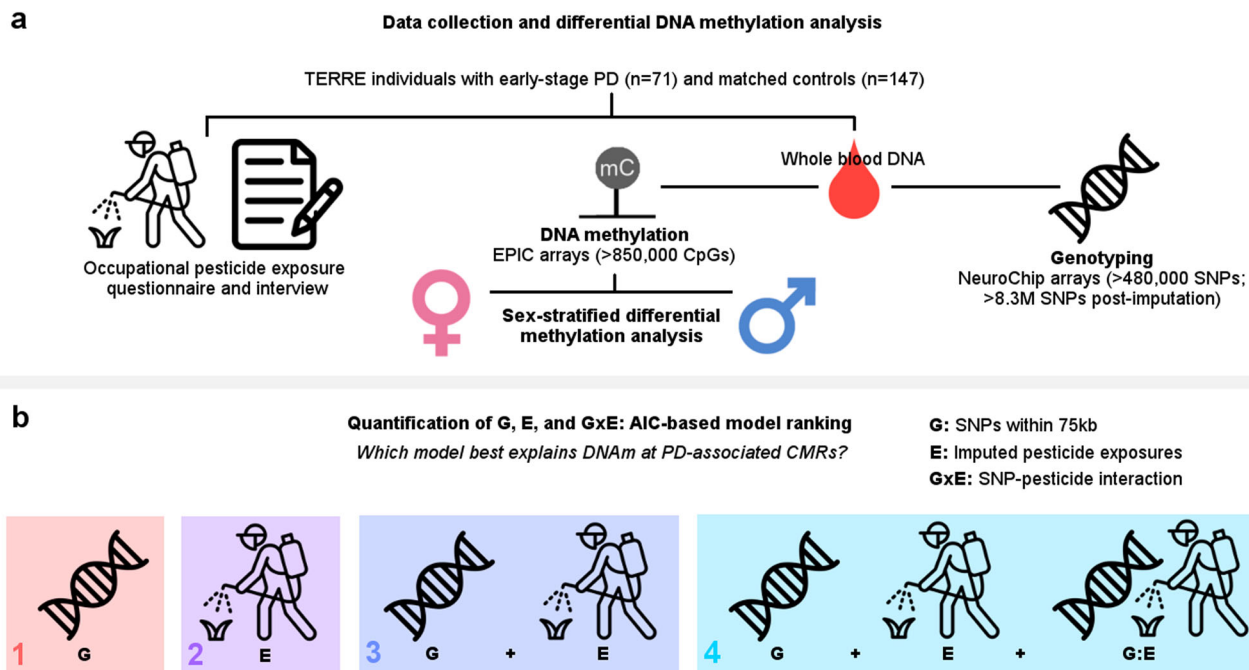 a
Data collection and differential DNA methylation analysis
TERRE individuals with early-stage PD (n=71) and matched controls (n=147)
Occupational pesticide exposure
questionnaire and interview
mC
DNA methylation
EPIC arrays (>850,000 CpGs)
Sex-stratified differential
methylation analysis
Whole blood DNA
Genotyping
NeuroChip arrays (>480,000 SNPs;
>8.3M SNPs post-imputation)
b
Quantification of G, E, and GxE: AIC-based model ranking
Which model best explains DNAm at PD-associated CMRs?
G: SNPs within 75kb
E: Imputed pesticide exposures
GxE: SNP-pesticide interaction
1 G
2 E
3 G + E
4 G + E + G:E